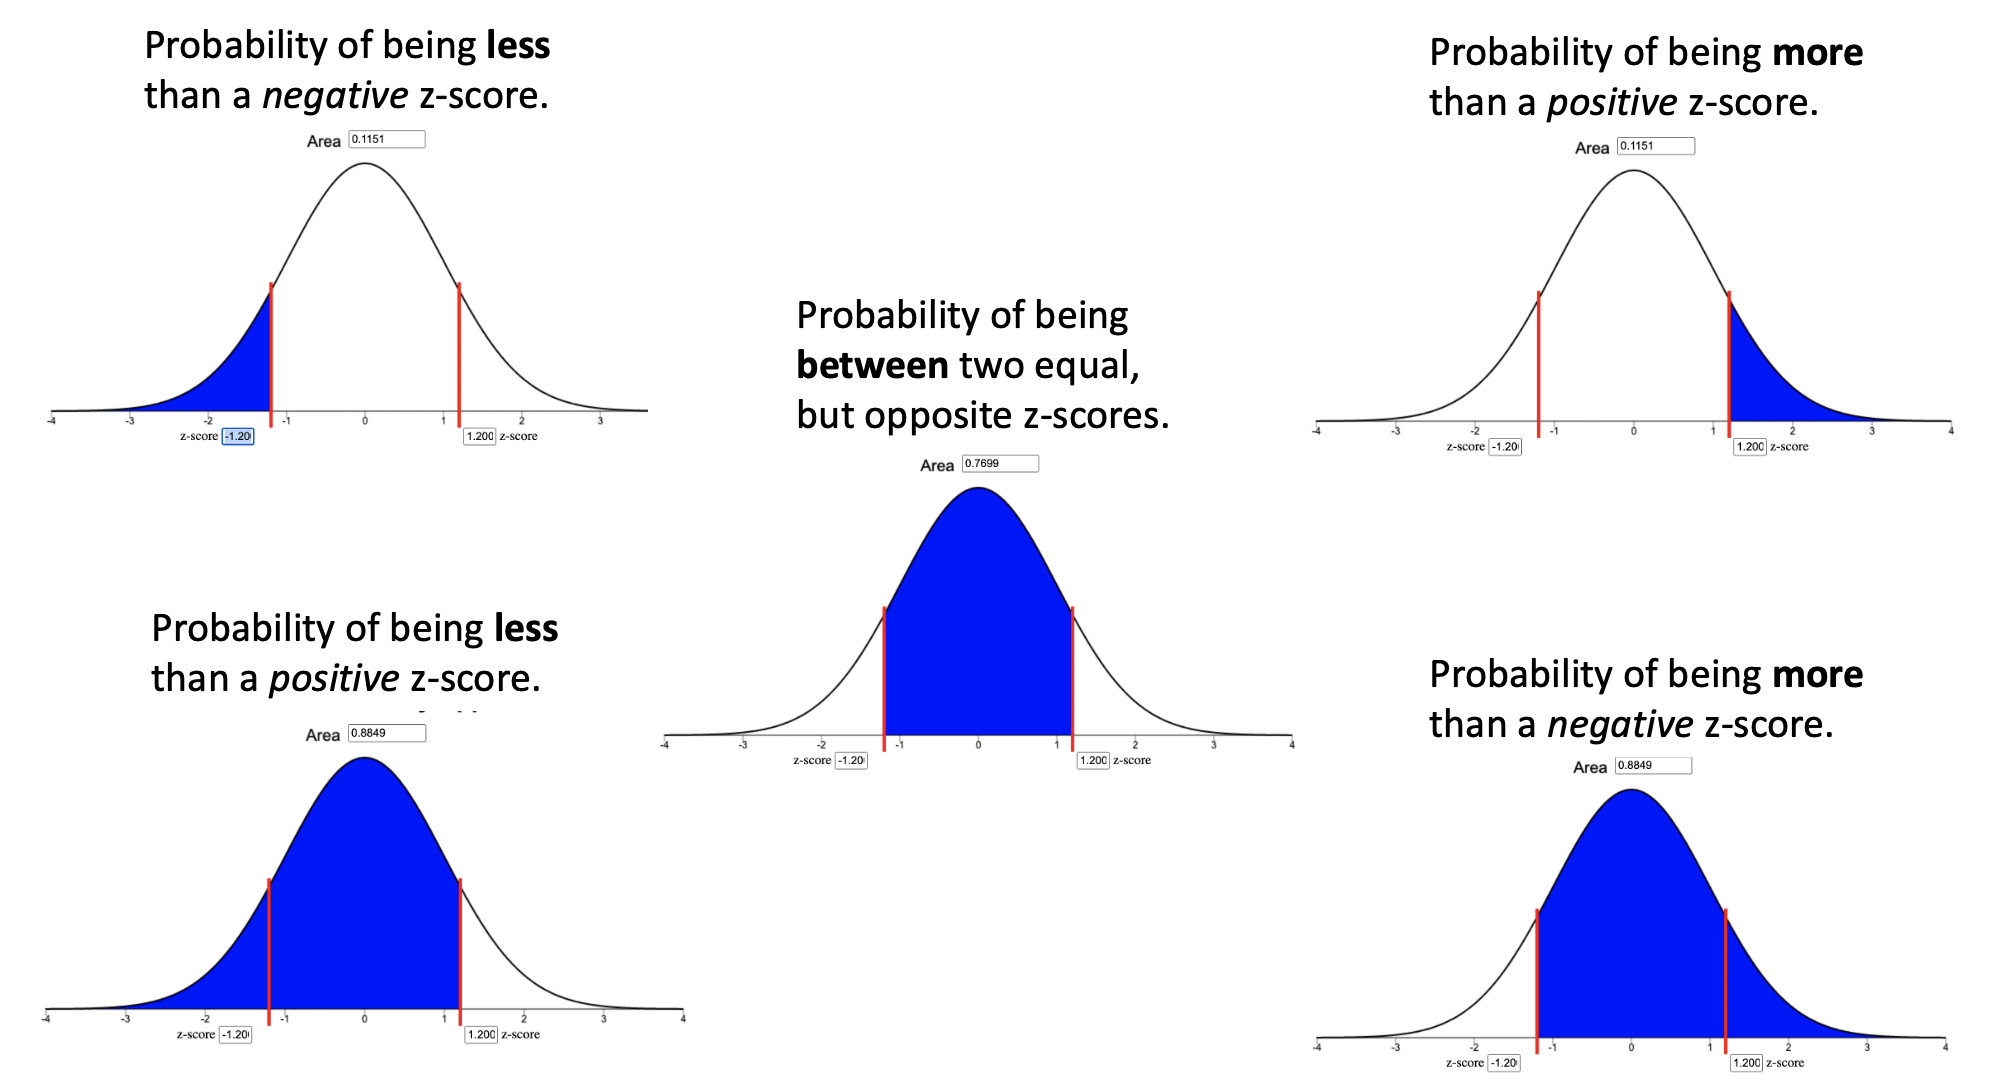 Probability of being less
than a negative z-score.
Area 0.1151
-4 -3 -2 -1 0 1 2 3
z-score -1.20 1.200 z-score
Probability of being more
than a positive z-score.
Area 0.1151
-4 -3 -2 -1 0 1 2 3 4
z-score -1.20 1.200 z-score
Probability of being
between two equal,
but opposite z-scores.
Area 0.7699
-4 -3 -2 -1 0 1 2 3 4
z-score -1.20 1.200 z-score
Probability of being less
than a positive z-score.
Area 0.8849
-4 -3 -2 -1 0 1 2 3 4
z-score -1.20 1.200 z-score
Probability of being more
than a negative z-score.
Area 0.8849
-4 -3 -2 -1 0 1 2 3 4
z-score -1.20 1.200 z-score